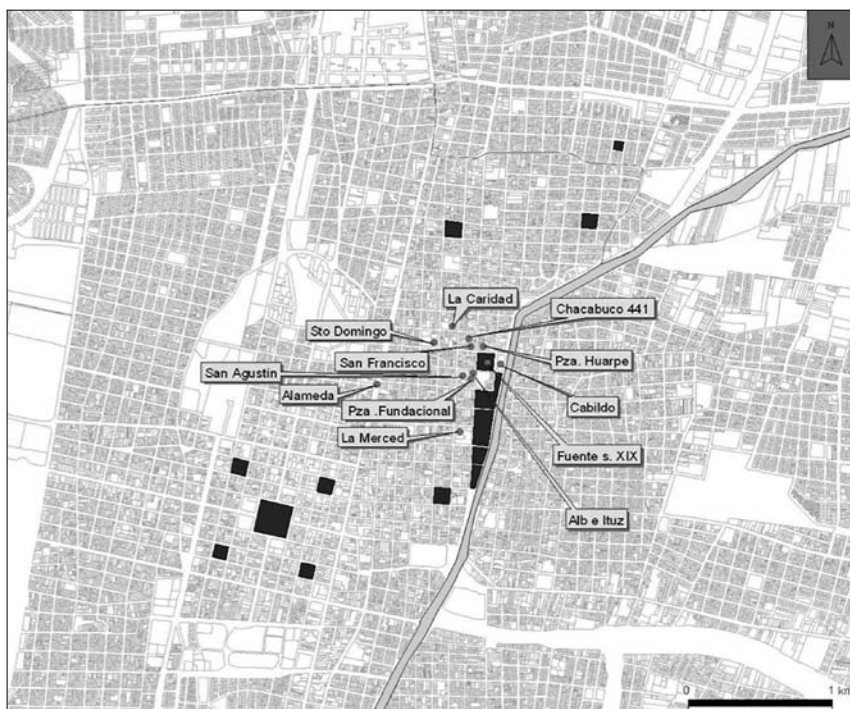 N
La Caridad
Chacabuco 441
Sto Domingo
San Francisco
Pza. Huarpe
San Agustín
Alameda
Pza .Fundacional
Cabildo
La Merced
Fuente s. XIX
Alb e Ituz
0 1 km